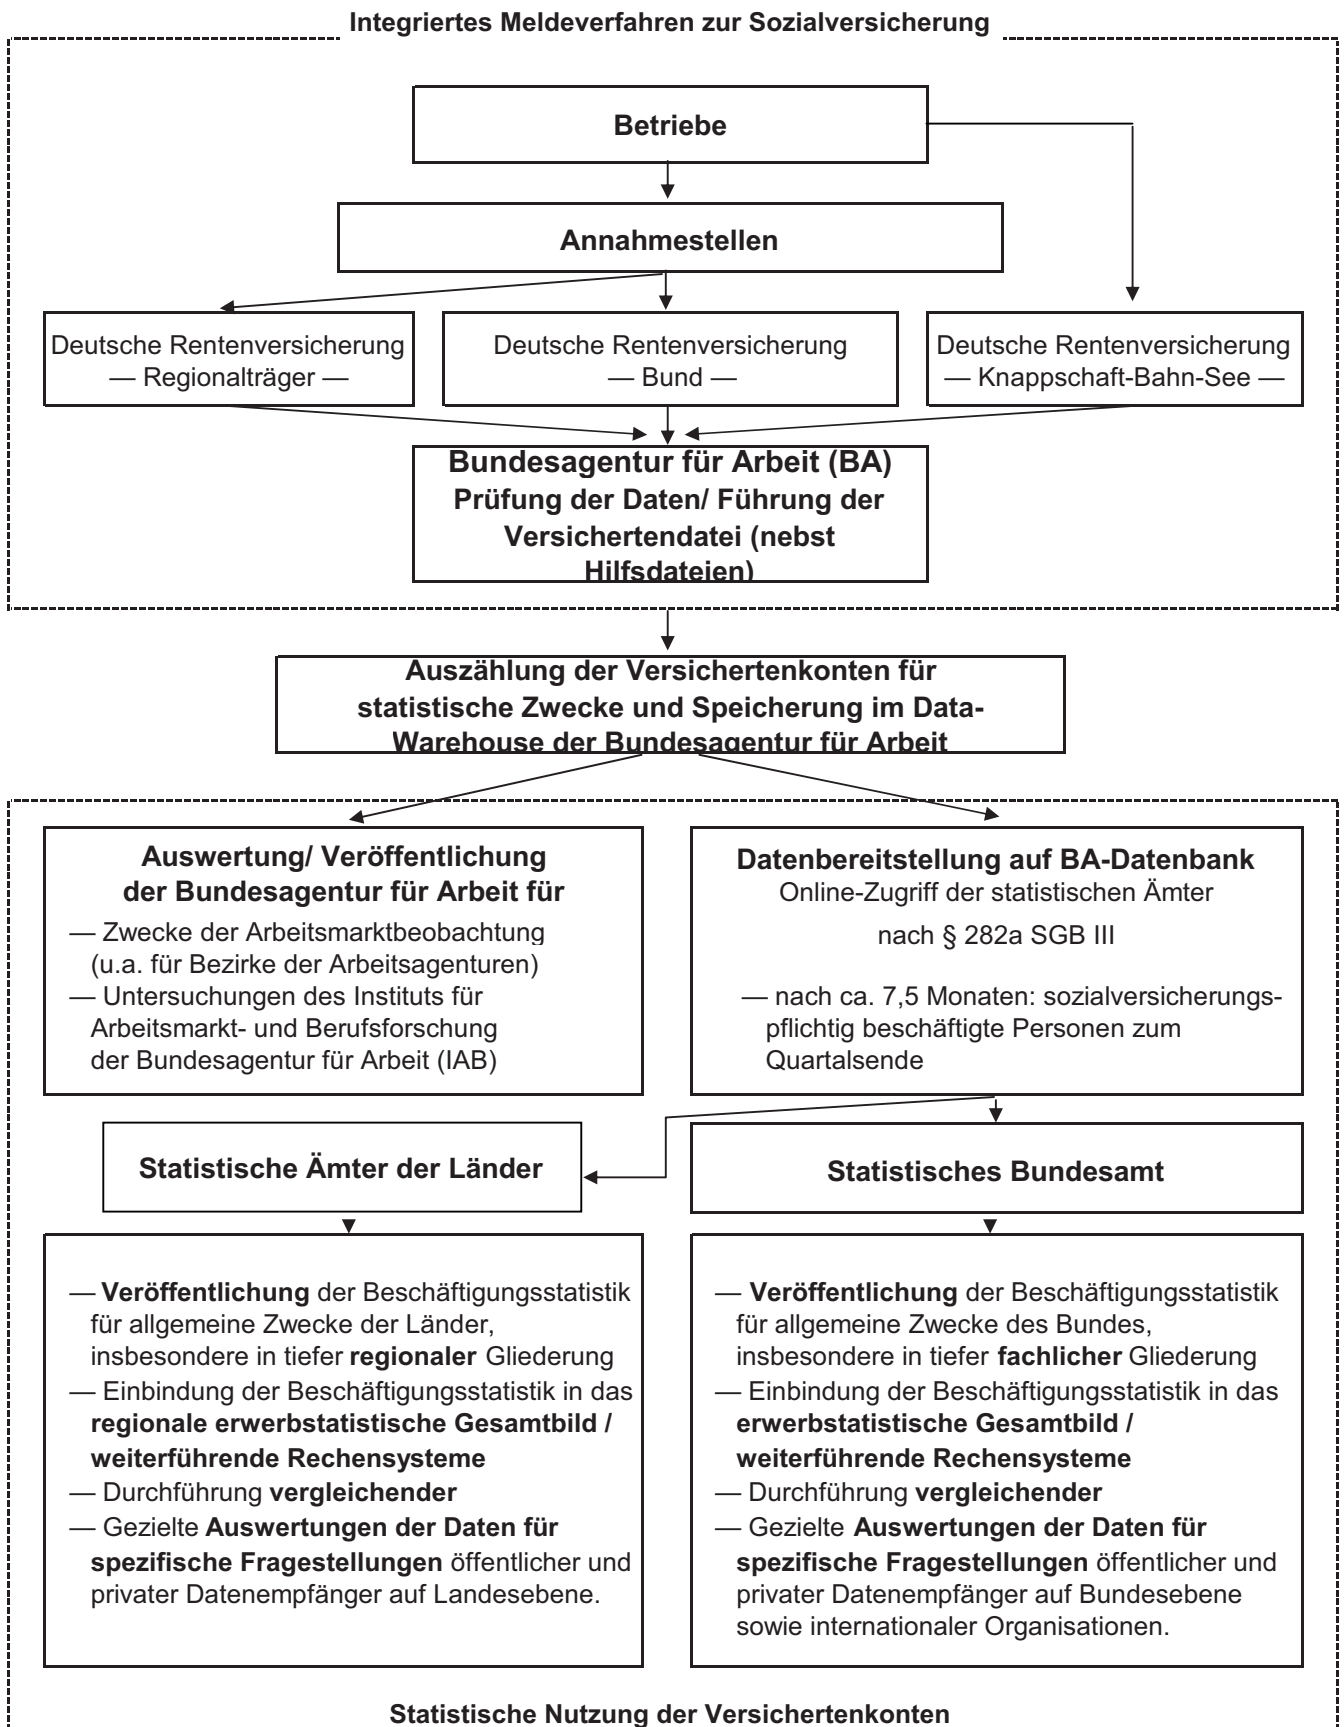 Integriertes Meldeverfahren zur Sozialversicherung
Betriebe
Annahmestellen
Deutsche Rentenversicherung
— Regionalträger —
Deutsche Rentenversicherung
— Bund —
Deutsche Rentenversicherung
— Knappschaft-Bahn-See —
Bundesagentur für Arbeit (BA)
Prüfung der Daten/ Führung der
Versichertendatei (nebst
Hilfsdateien)
Auszählung der Versichertenkonten für
statistische Zwecke und Speicherung im Data-
Warehouse der Bundesagentur für Arbeit
Auswertung/ Veröffentlichung
der Bundesagentur für Arbeit für
— Zwecke der Arbeitsmarktbeobachtung
(u.a. für Bezirke der Arbeitsagenturen)
— Untersuchungen des Instituts für
Arbeitsmarkt- und Berufsforschung
der Bundesagentur für Arbeit (IAB)
Datenbereitstellung auf BA-Datenbank
Online-Zugriff der statistischen Ämter
nach § 282a SGB III
— nach ca. 7,5 Monaten: sozialversicherungs-
pflichtig beschäftigte Personen zum
Quartalsende
Statistische Ämter der Länder
Statistisches Bundesamt
— Veröffentlichung der Beschäftigungsstatistik
für allgemeine Zwecke der Länder,
insbesondere in tiefer regionaler Gliederung
— Einbindung der Beschäftigungsstatistik in das
regionale erwerbstatistische Gesamtbild /
weiterführende Rechensysteme
— Durchführung vergleichender
— Gezielte Auswertungen der Daten für
spezifische Fragestellungen öffentlicher und
privater Datenempfänger auf Landesebene.
— Veröffentlichung der Beschäftigungsstatistik
für allgemeine Zwecke des Bundes,
insbesondere in tiefer fachlicher Gliederung
— Einbindung der Beschäftigungsstatistik in das
erwerbstatistische Gesamtbild /
weiterführende Rechensysteme
— Durchführung vergleichender
— Gezielte Auswertungen der Daten für
spezifische Fragestellungen öffentlicher und
privater Datenempfänger auf Bundesebene
sowie internationaler Organisationen.
Statistische Nutzung der Versichertenkonten